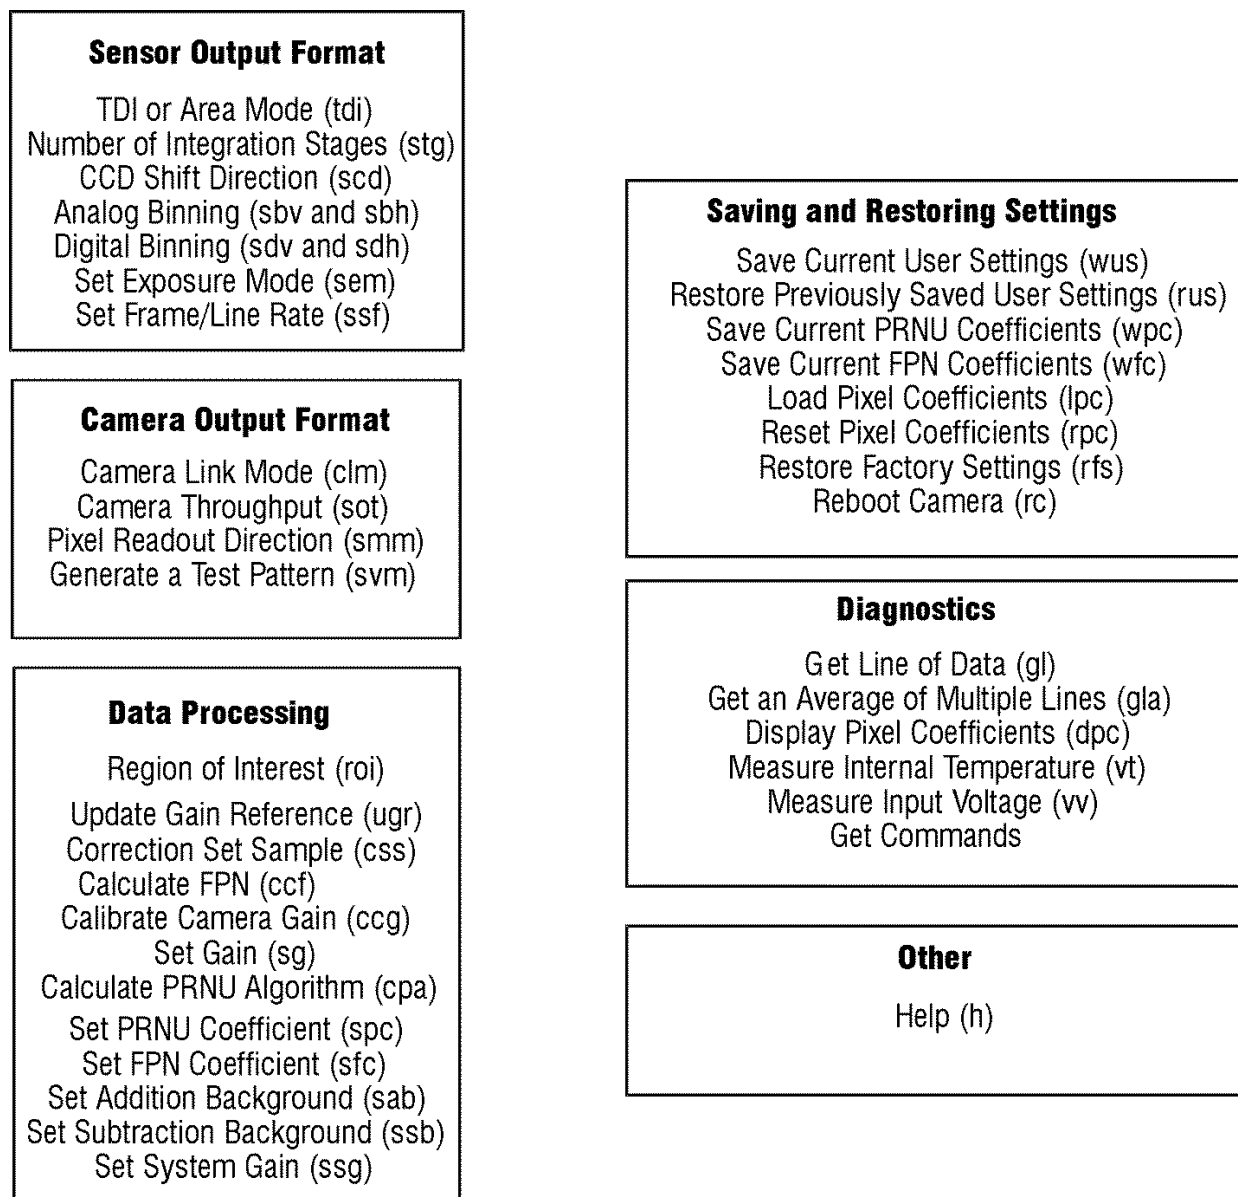 Sensor Output Format
TDI or Area Mode (tdi)
Number of Integration Stages (stg)
CCD Shift Direction (scd)
Analog Binning (sbv and sbh)
Digital Binning (sdv and sdh)
Set Exposure Mode (sem)
Set Frame/Line Rate (ssf)
Camera Output Format
Camera Link Mode (clm)
Camera Throughput (sot)
Pixel Readout Direction (smm)
Generate a Test Pattern (svm)
Data Processing
Region of Interest (roi)
Update Gain Reference (ugr)
Correction Set Sample (css)
Calculate FPN (ccf)
Calibrate Camera Gain (ccg)
Set Gain (sg)
Calculate PRNU Algorithm (cpa)
Set PRNU Coefficient (spc)
Set FPN Coefficient (sfc)
Set Addition Background (sab)
Set Subtraction Background (ssb)
Set System Gain (ssg)
Saving and Restoring Settings
Save Current User Settings (wus)
Restore Previously Saved User Settings (rus)
Save Current PRNU Coefficients (wpc)
Save Current FPN Coefficients (wfc)
Load Pixel Coefficients (lpc)
Reset Pixel Coefficients (rpc)
Restore Factory Settings (rfs)
Reboot Camera (rc)
Diagnostics
Get Line of Data (gl)
Get an Average of Multiple Lines (gla)
Display Pixel Coefficients (dpc)
Measure Internal Temperature (vt)
Measure Input Voltage (vv)
Get Commands
Other
Help (h)